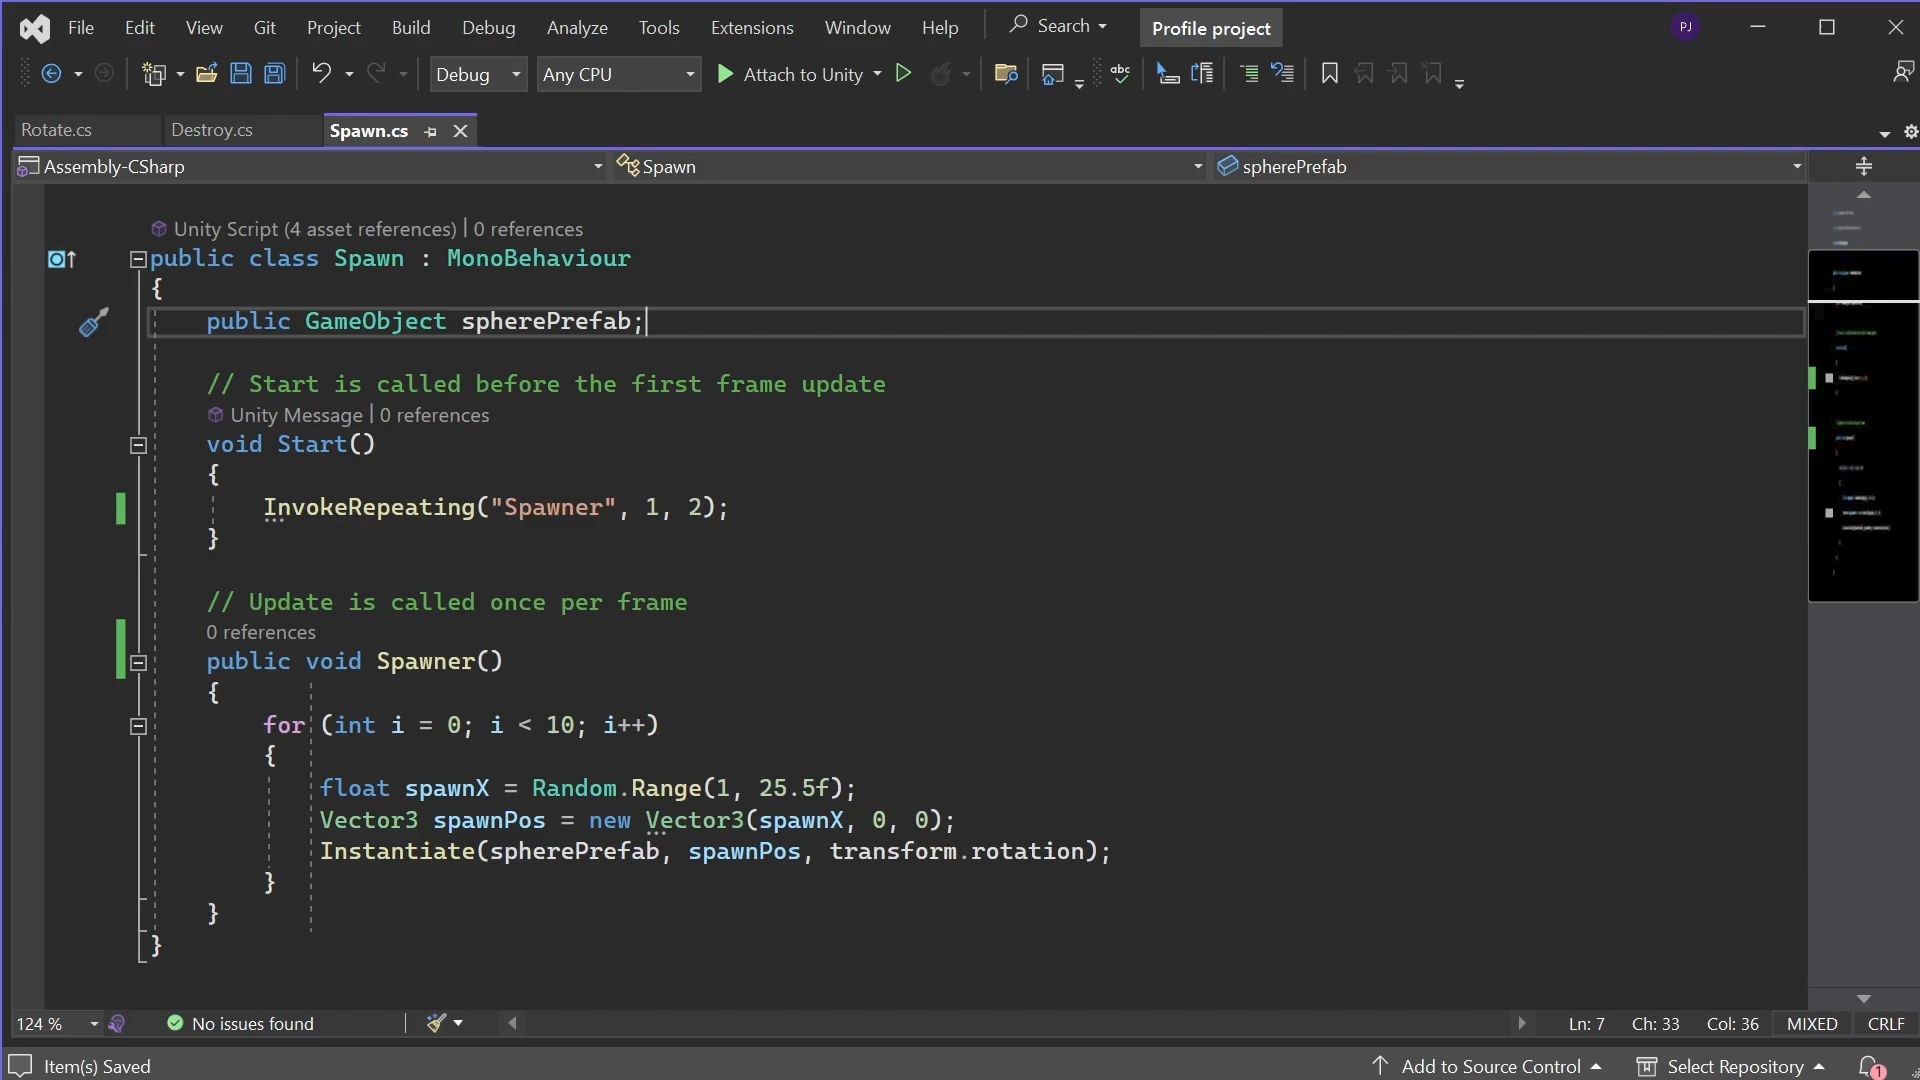 File Edit View Git Project Build Debug Analyze Tools Extensions Window Help Search Profile project PJ
Debug Any CPU Attach to Unity abc
Rotate.cs Destroy.cs Spawn.cs
Assembly-CSharp Spawn spherePrefab
Unity Script (4 asset references) | 0 references
public class Spawn : MonoBehaviour
{
public GameObject spherePrefab;
// Start is called before the first frame update
Unity Message | 0 references
void Start()
{
InvokeRepeating("Spawner", 1, 2);
}
// Update is called once per frame
0 references
public void Spawner()
{
for (int i = 0; i < 10; i++)
{
float spawnX = Random.Range(1, 25.5f);
Vector3 spawnPos = new Vector3(spawnX, 0, 0);
Instantiate(spherePrefab, spawnPos, transform.rotation);
}
}
}
124 % No issues found Ln: 7 Ch: 33 Col: 36 MIXED CRLF
Item(s) Saved Add to Source Control Select Repository 1